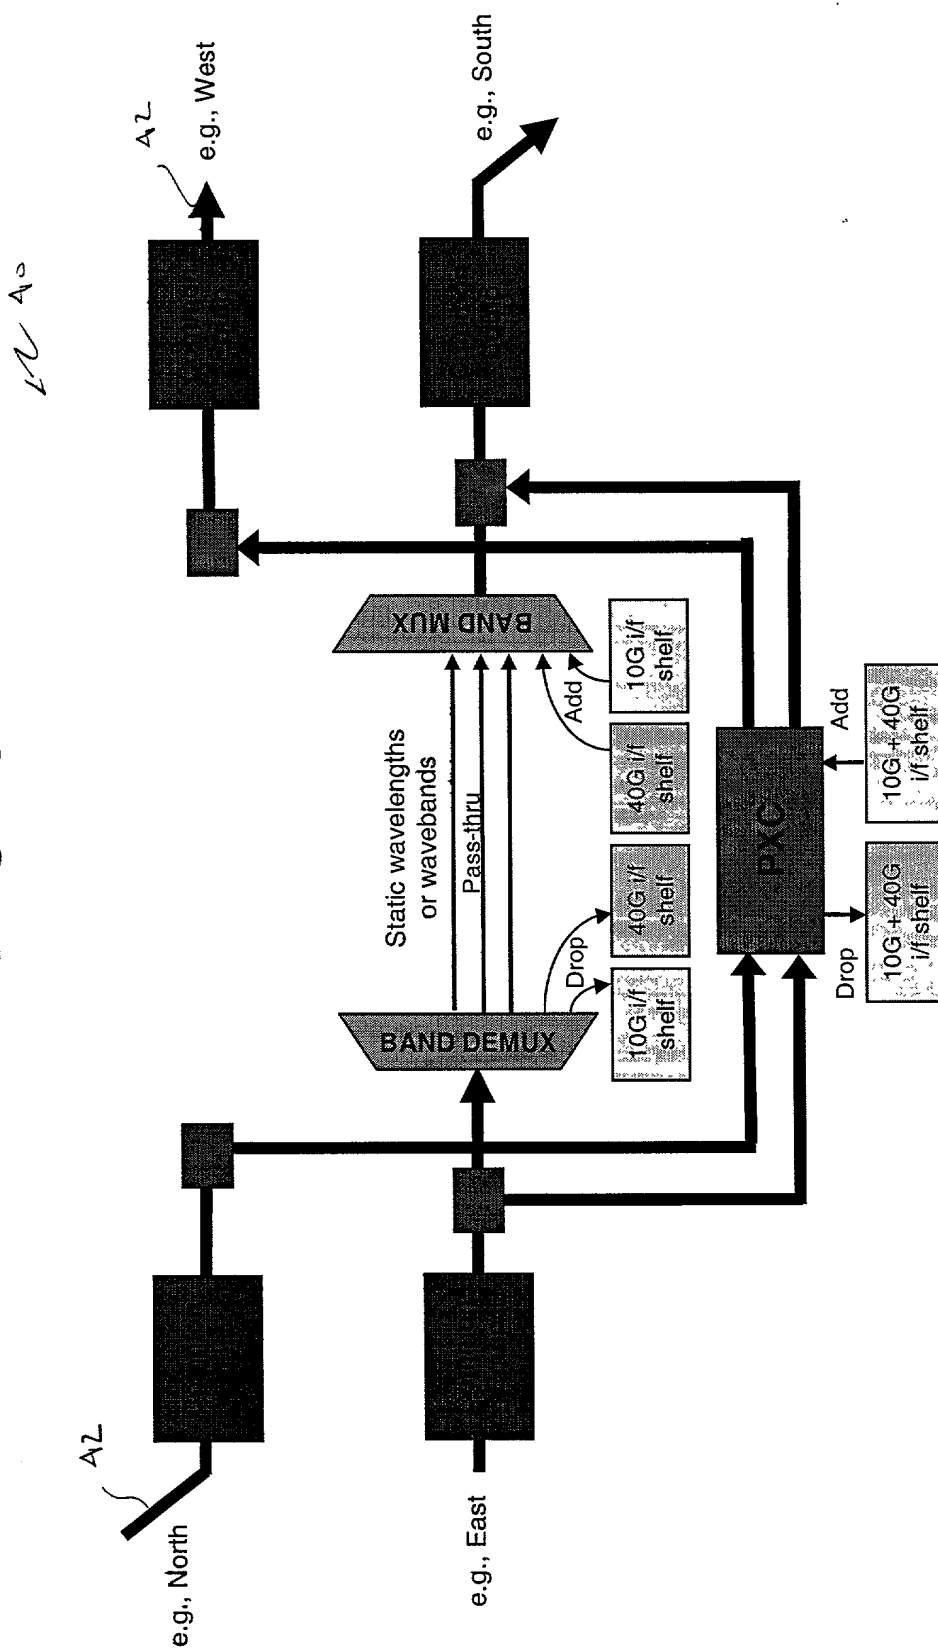 40
42
e.g., West
e.g., South
Static wavelengths
or wavebands
Pass-thru
BAND DEMUX
BAND MUX
Drop
Add
10G i/f
shelf
40G i/f
shelf
40G i/f
shelf
10G i/f
shelf
PXC
Drop
Add
10G + 40G
i/f shelf
10G + 40G
i/f shelf
42
e.g., North
e.g., East